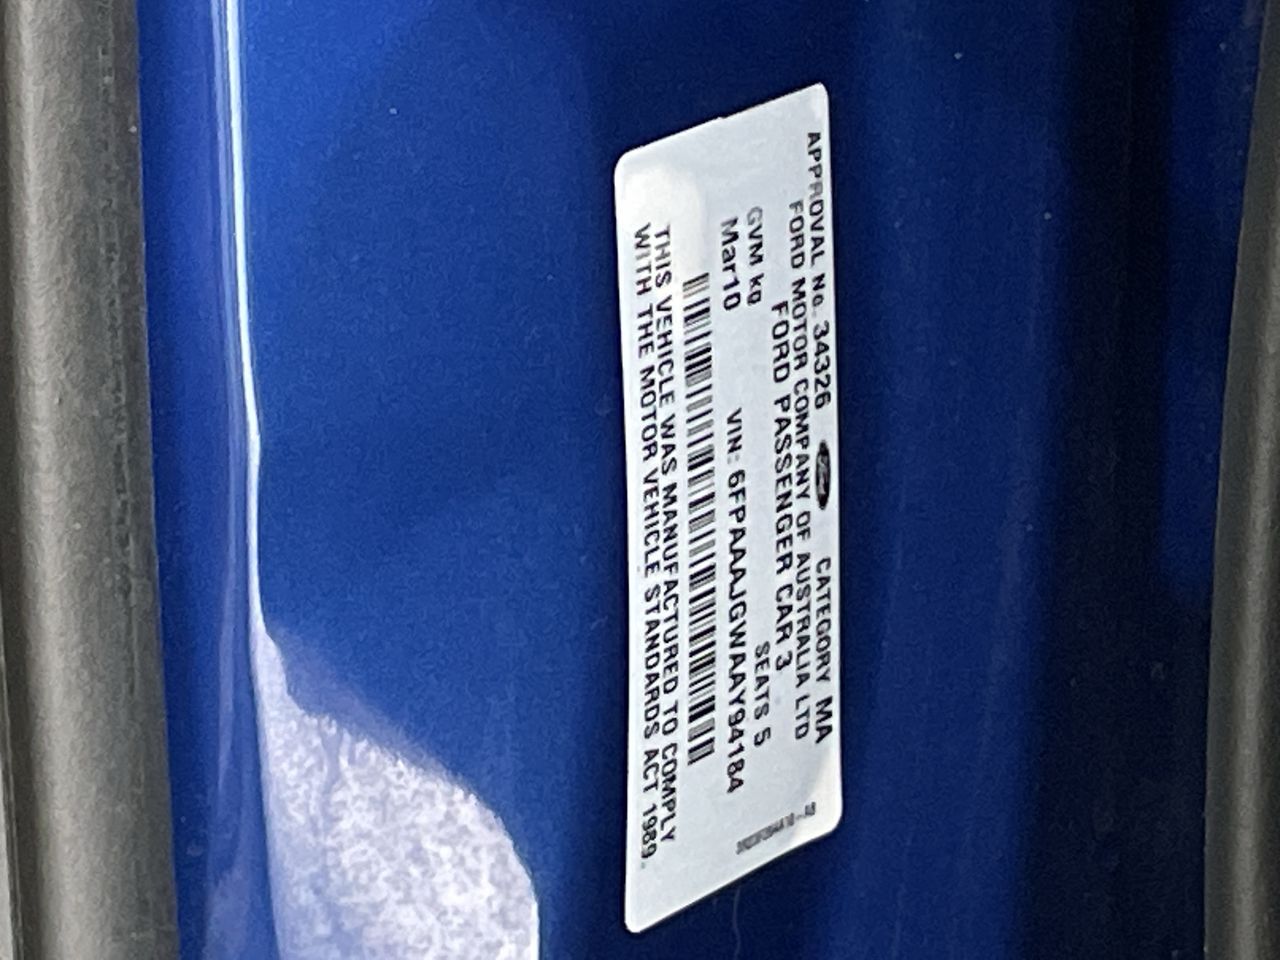 APPROVAL No. 34326 Ford CATEGORY MA
FORD MOTOR COMPANY OF AUSTRALIA LTD
FORD PASSENGER CAR 3
GVM kg SEATS 5
Mar10 VIN: 6FPAAAJGWAAY94184
THIS VEHICLE WAS MANUFACTURED TO COMPLY
WITH THE MOTOR VEHICLE STANDARDS ACT 1989.